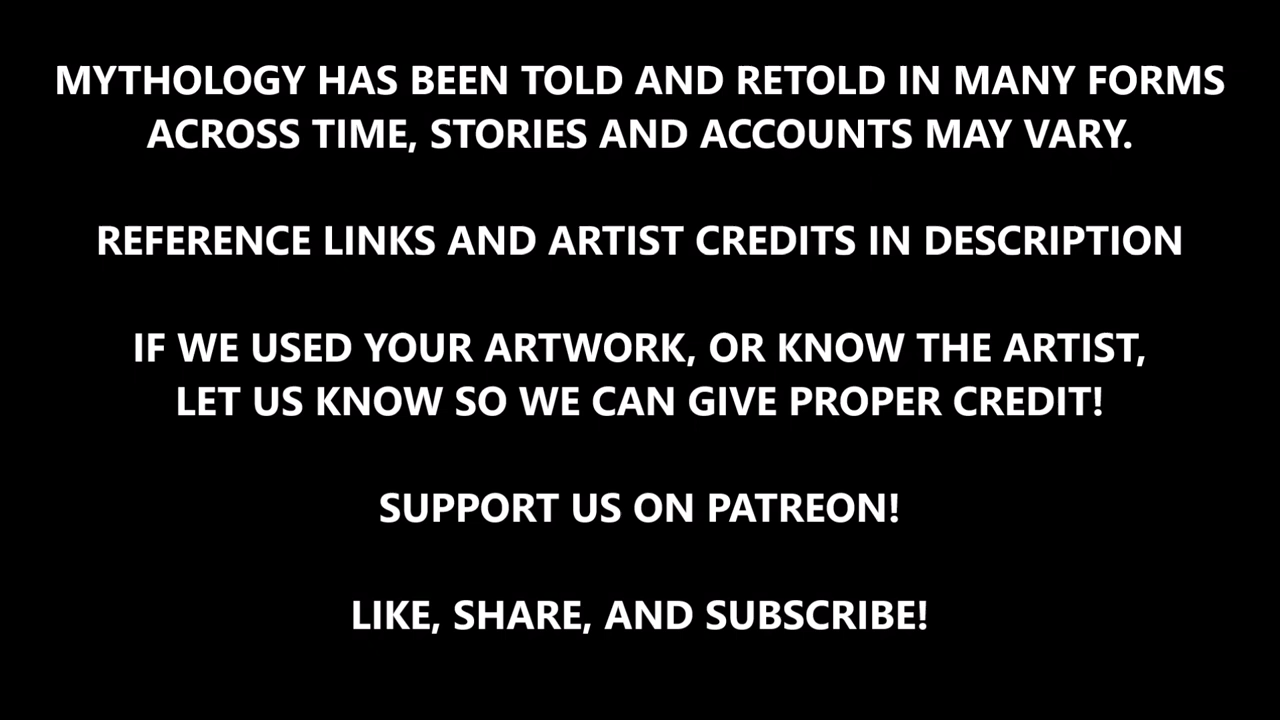 MYTHOLOGY HAS BEEN TOLD AND RETOLD IN MANY FORMS
ACROSS TIME, STORIES AND ACCOUNTS MAY VARY.
REFERENCE LINKS AND ARTIST CREDITS IN DESCRIPTION
IF WE USED YOUR ARTWORK, OR KNOW THE ARTIST,
LET US KNOW SO WE CAN GIVE PROPER CREDIT!
SUPPORT US ON PATREON!
LIKE, SHARE, AND SUBSCRIBE!